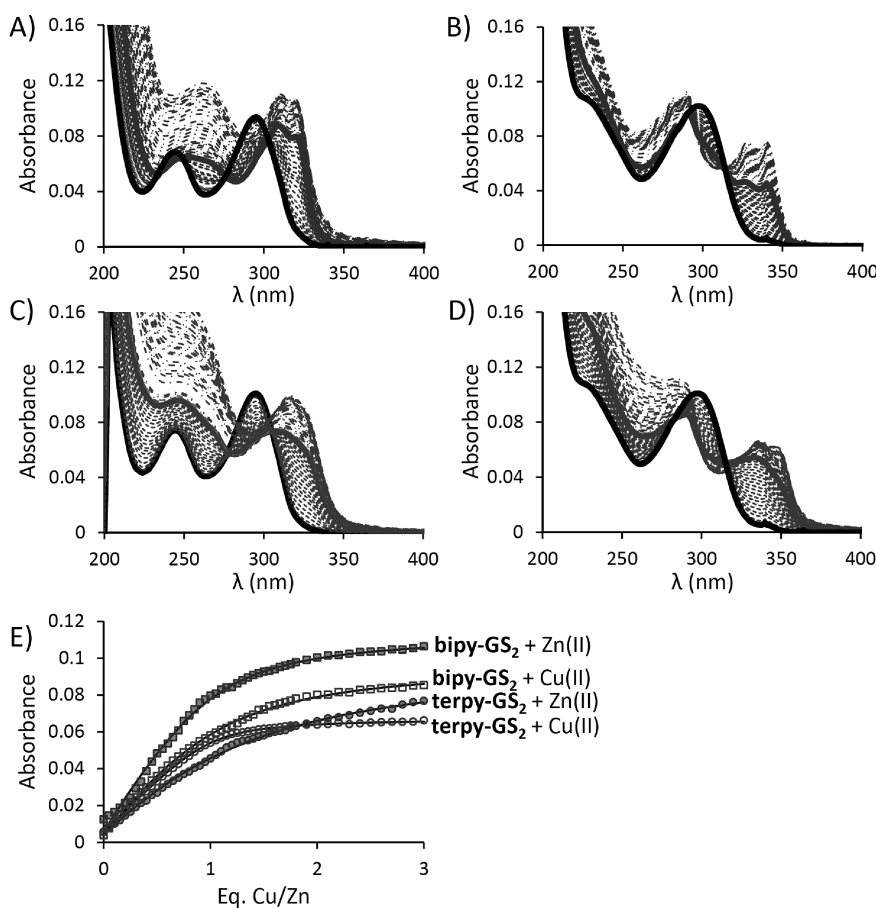 A)
0.16
0.12
0.08
0.04
0
Absorbance
200 250 300 350 400
λ (nm)
B)
0.16
0.12
0.08
0.04
0
Absorbance
200 250 300 350 400
λ (nm)
C)
0.16
0.12
0.08
0.04
0
Absorbance
200 250 300 350 400
λ (nm)
D)
0.16
0.12
0.08
0.04
0
Absorbance
200 250 300 350 400
λ (nm)
E)
0.12
0.1
0.08
0.06
0.04
0.02
0
Absorbance
0 1 2 3
Eq. Cu/Zn
bipy-GS₂ + Zn(II)
bipy-GS₂ + Cu(II)
terpy-GS₂ + Zn(II)
terpy-GS₂ + Cu(II)